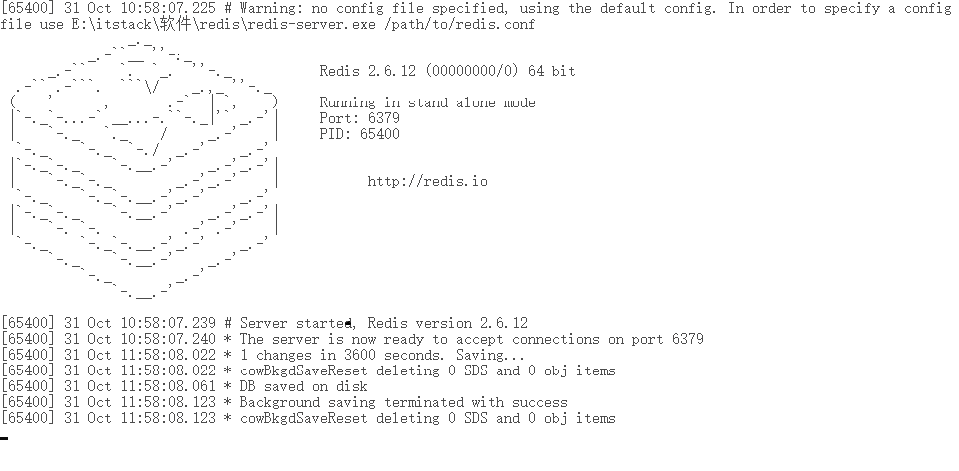 [65400] 31 Oct 10:58:07.225 # Warning: no config file specified, using the default config. In order to specify a config
file use E:\itstack\软件\redis\redis-server.exe /path/to/redis.conf
Redis 2.6.12 (00000000/0) 64 bit
Running in stand alone mode
Port: 6379
PID: 65400
http://redis.io
[65400] 31 Oct 10:58:07.239 # Server started, Redis version 2.6.12
[65400] 31 Oct 10:58:07.240 * The server is now ready to accept connections on port 6379
[65400] 31 Oct 11:58:08.022 * 1 changes in 3600 seconds. Saving...
[65400] 31 Oct 11:58:08.022 * cowBkgdSaveReset deleting 0 SDS and 0 obj items
[65400] 31 Oct 11:58:08.061 * DB saved on disk
[65400] 31 Oct 11:58:08.123 * Background saving terminated with success
[65400] 31 Oct 11:58:08.123 * cowBkgdSaveReset deleting 0 SDS and 0 obj items